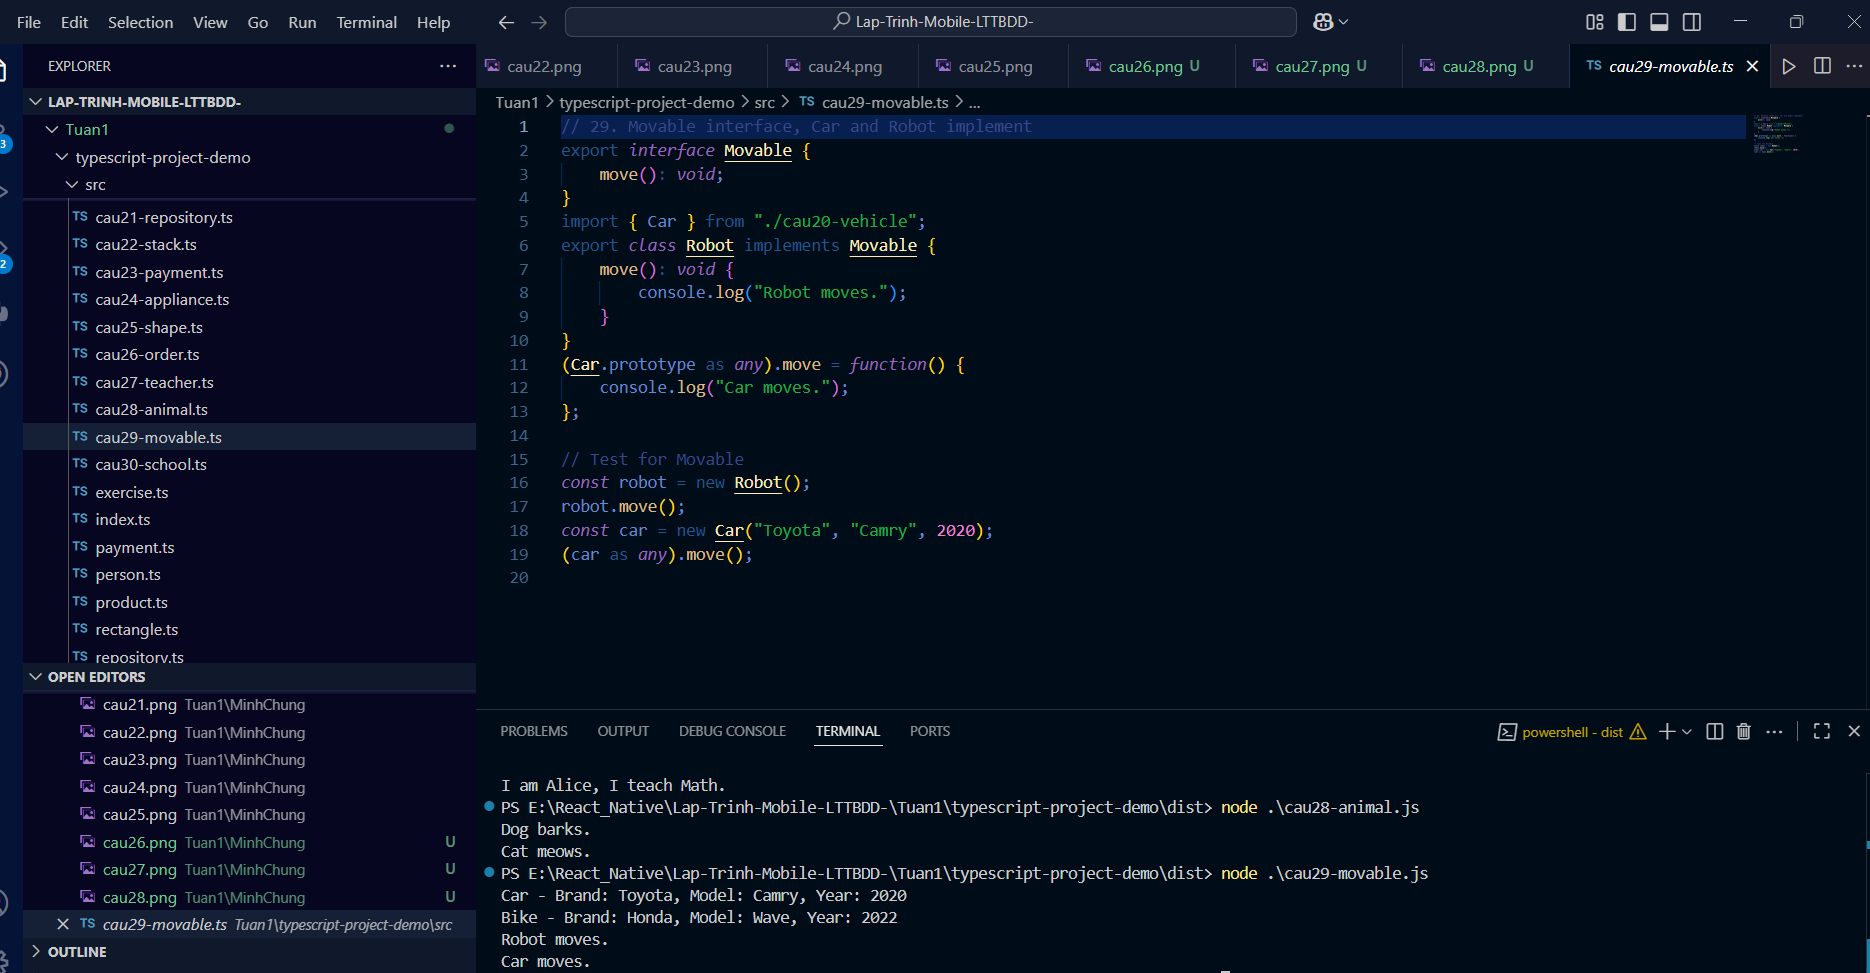 File Edit Selection View Go Run Terminal Help
Lap-Trinh-Mobile-LTTBDD-
EXPLORER
LAP-TRINH-MOBILE-LTTBDD-
Tuan1
typescript-project-demo
src
TS cau21-repository.ts
TS cau22-stack.ts
TS cau23-payment.ts
TS cau24-appliance.ts
TS cau25-shape.ts
TS cau26-order.ts
TS cau27-teacher.ts
TS cau28-animal.ts
TS cau29-movable.ts
TS cau30-school.ts
TS exercise.ts
TS index.ts
TS payment.ts
TS person.ts
TS product.ts
TS rectangle.ts
TS repository.ts
3
2
OPEN EDITORS
cau21.png Tuan1\MinhChung
cau22.png Tuan1\MinhChung
cau23.png Tuan1\MinhChung
cau24.png Tuan1\MinhChung
cau25.png Tuan1\MinhChung
cau26.png Tuan1\MinhChung U
cau27.png Tuan1\MinhChung U
cau28.png Tuan1\MinhChung U
TS cau29-movable.ts Tuan1\typescript-project-demo\src
OUTLINE
cau22.png cau23.png cau24.png cau25.png cau26.png U cau27.png U cau28.png U TS cau29-movable.ts
Tuan1 > typescript-project-demo > src > TS cau29-movable.ts > ...
1 // 29. Movable interface, Car and Robot implement
2 export interface Movable {
3 move(): void;
4 }
5 import { Car } from "./cau20-vehicle";
6 export class Robot implements Movable {
7 move(): void {
8 console.log("Robot moves.");
9 }
10 }
11 (Car.prototype as any).move = function() {
12 console.log("Car moves.");
13 };
14
15 // Test for Movable
16 const robot = new Robot();
17 robot.move();
18 const car = new Car("Toyota", "Camry", 2020);
19 (car as any).move();
20
PROBLEMS OUTPUT DEBUG CONSOLE TERMINAL PORTS
powershell - dist
I am Alice, I teach Math.
PS E:\React_Native\Lap-Trinh-Mobile-LTTBDD-\Tuan1\typescript-project-demo\dist> node .\cau28-animal.js
Dog barks.
Cat meows.
PS E:\React_Native\Lap-Trinh-Mobile-LTTBDD-\Tuan1\typescript-project-demo\dist> node .\cau29-movable.js
Car - Brand: Toyota, Model: Camry, Year: 2020
Bike - Brand: Honda, Model: Wave, Year: 2022
Robot moves.
Car moves.